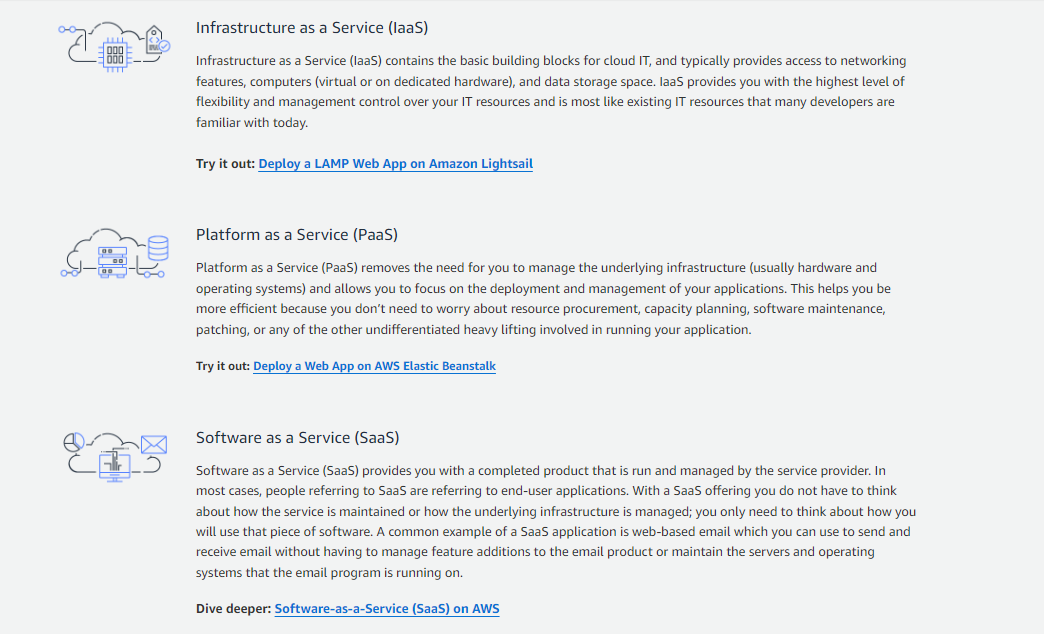 Infrastructure as a Service (IaaS)
Infrastructure as a Service (IaaS) contains the basic building blocks for cloud IT, and typically provides access to networking
features, computers (virtual or on dedicated hardware), and data storage space. IaaS provides you with the highest level of
flexibility and management control over your IT resources and is most like existing IT resources that many developers are
familiar with today.
Try it out: Deploy a LAMP Web App on Amazon Lightsail
Platform as a Service (PaaS)
Platform as a Service (PaaS) removes the need for you to manage the underlying infrastructure (usually hardware and
operating systems) and allows you to focus on the deployment and management of your applications. This helps you be
more efficient because you don’t need to worry about resource procurement, capacity planning, software maintenance,
patching, or any of the other undifferentiated heavy lifting involved in running your application.
Try it out: Deploy a Web App on AWS Elastic Beanstalk
Software as a Service (SaaS)
Software as a Service (SaaS) provides you with a completed product that is run and managed by the service provider. In
most cases, people referring to SaaS are referring to end-user applications. With a SaaS offering you do not have to think
about how the service is maintained or how the underlying infrastructure is managed; you only need to think about how you
will use that piece of software. A common example of a SaaS application is web-based email which you can use to send and
receive email without having to manage feature additions to the email product or maintain the servers and operating
systems that the email program is running on.
Dive deeper: Software-as-a-Service (SaaS) on AWS